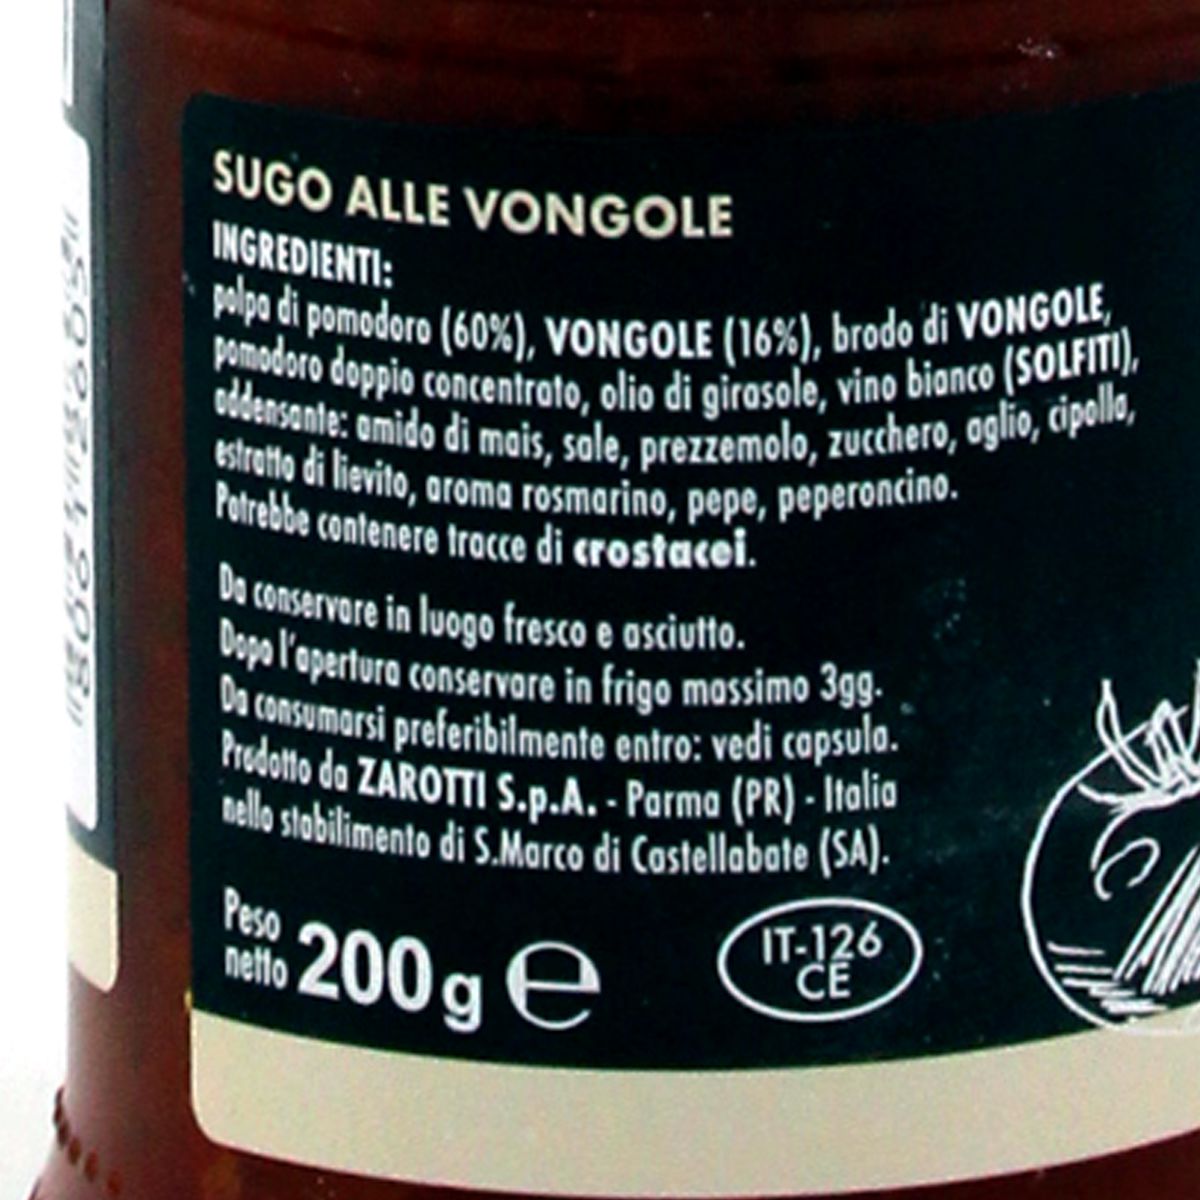 SUGO ALLE VONGOLE
INGREDIENTI:
polpa di pomodoro (60%), VONGOLE (16%), brodo di VONGOLE,
pomodoro doppio concentrato, olio di girasole, vino bianco (SOLFITI),
addensante: amido di mais, sale, prezzemolo, zucchero, aglio, cipolla,
estratto di lievito, aroma rosmarino, pepe, peperoncino.
Potrebbe contenere tracce di crostacei.
Da conservare in luogo fresco e asciutto.
Dopo l'apertura conservare in frigo massimo 3gg.
Da consumarsi preferibilmente entro: vedi capsula.
Prodotto da ZAROTTI S.p.A. - Parma (PR) - Italia
nello stabilimento di S.Marco di Castellabate (SA).
Peso
netto 200 g e
IT-126
CE